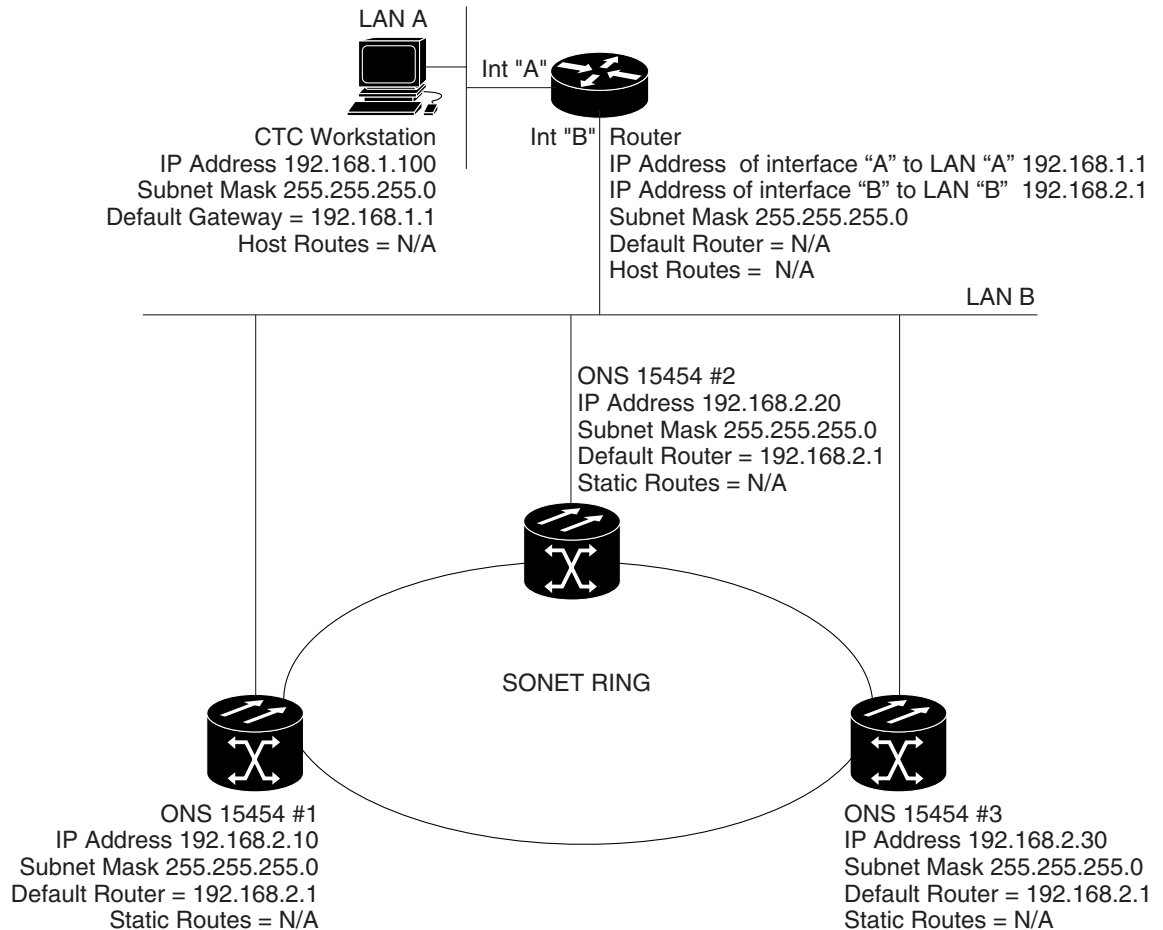 LAN A
Int "A"
CTC Workstation
IP Address 192.168.1.100
Subnet Mask 255.255.255.0
Default Gateway = 192.168.1.1
Host Routes = N/A
Int "B"
Router
IP Address of interface “A” to LAN “A” 192.168.1.1
IP Address of interface “B” to LAN “B” 192.168.2.1
Subnet Mask 255.255.255.0
Default Router = N/A
Host Routes = N/A
LAN B
ONS 15454 #2
IP Address 192.168.2.20
Subnet Mask 255.255.255.0
Default Router = 192.168.2.1
Static Routes = N/A
SONET RING
ONS 15454 #1
IP Address 192.168.2.10
Subnet Mask 255.255.255.0
Default Router = 192.168.2.1
Static Routes = N/A
ONS 15454 #3
IP Address 192.168.2.30
Subnet Mask 255.255.255.0
Default Router = 192.168.2.1
Static Routes = N/A